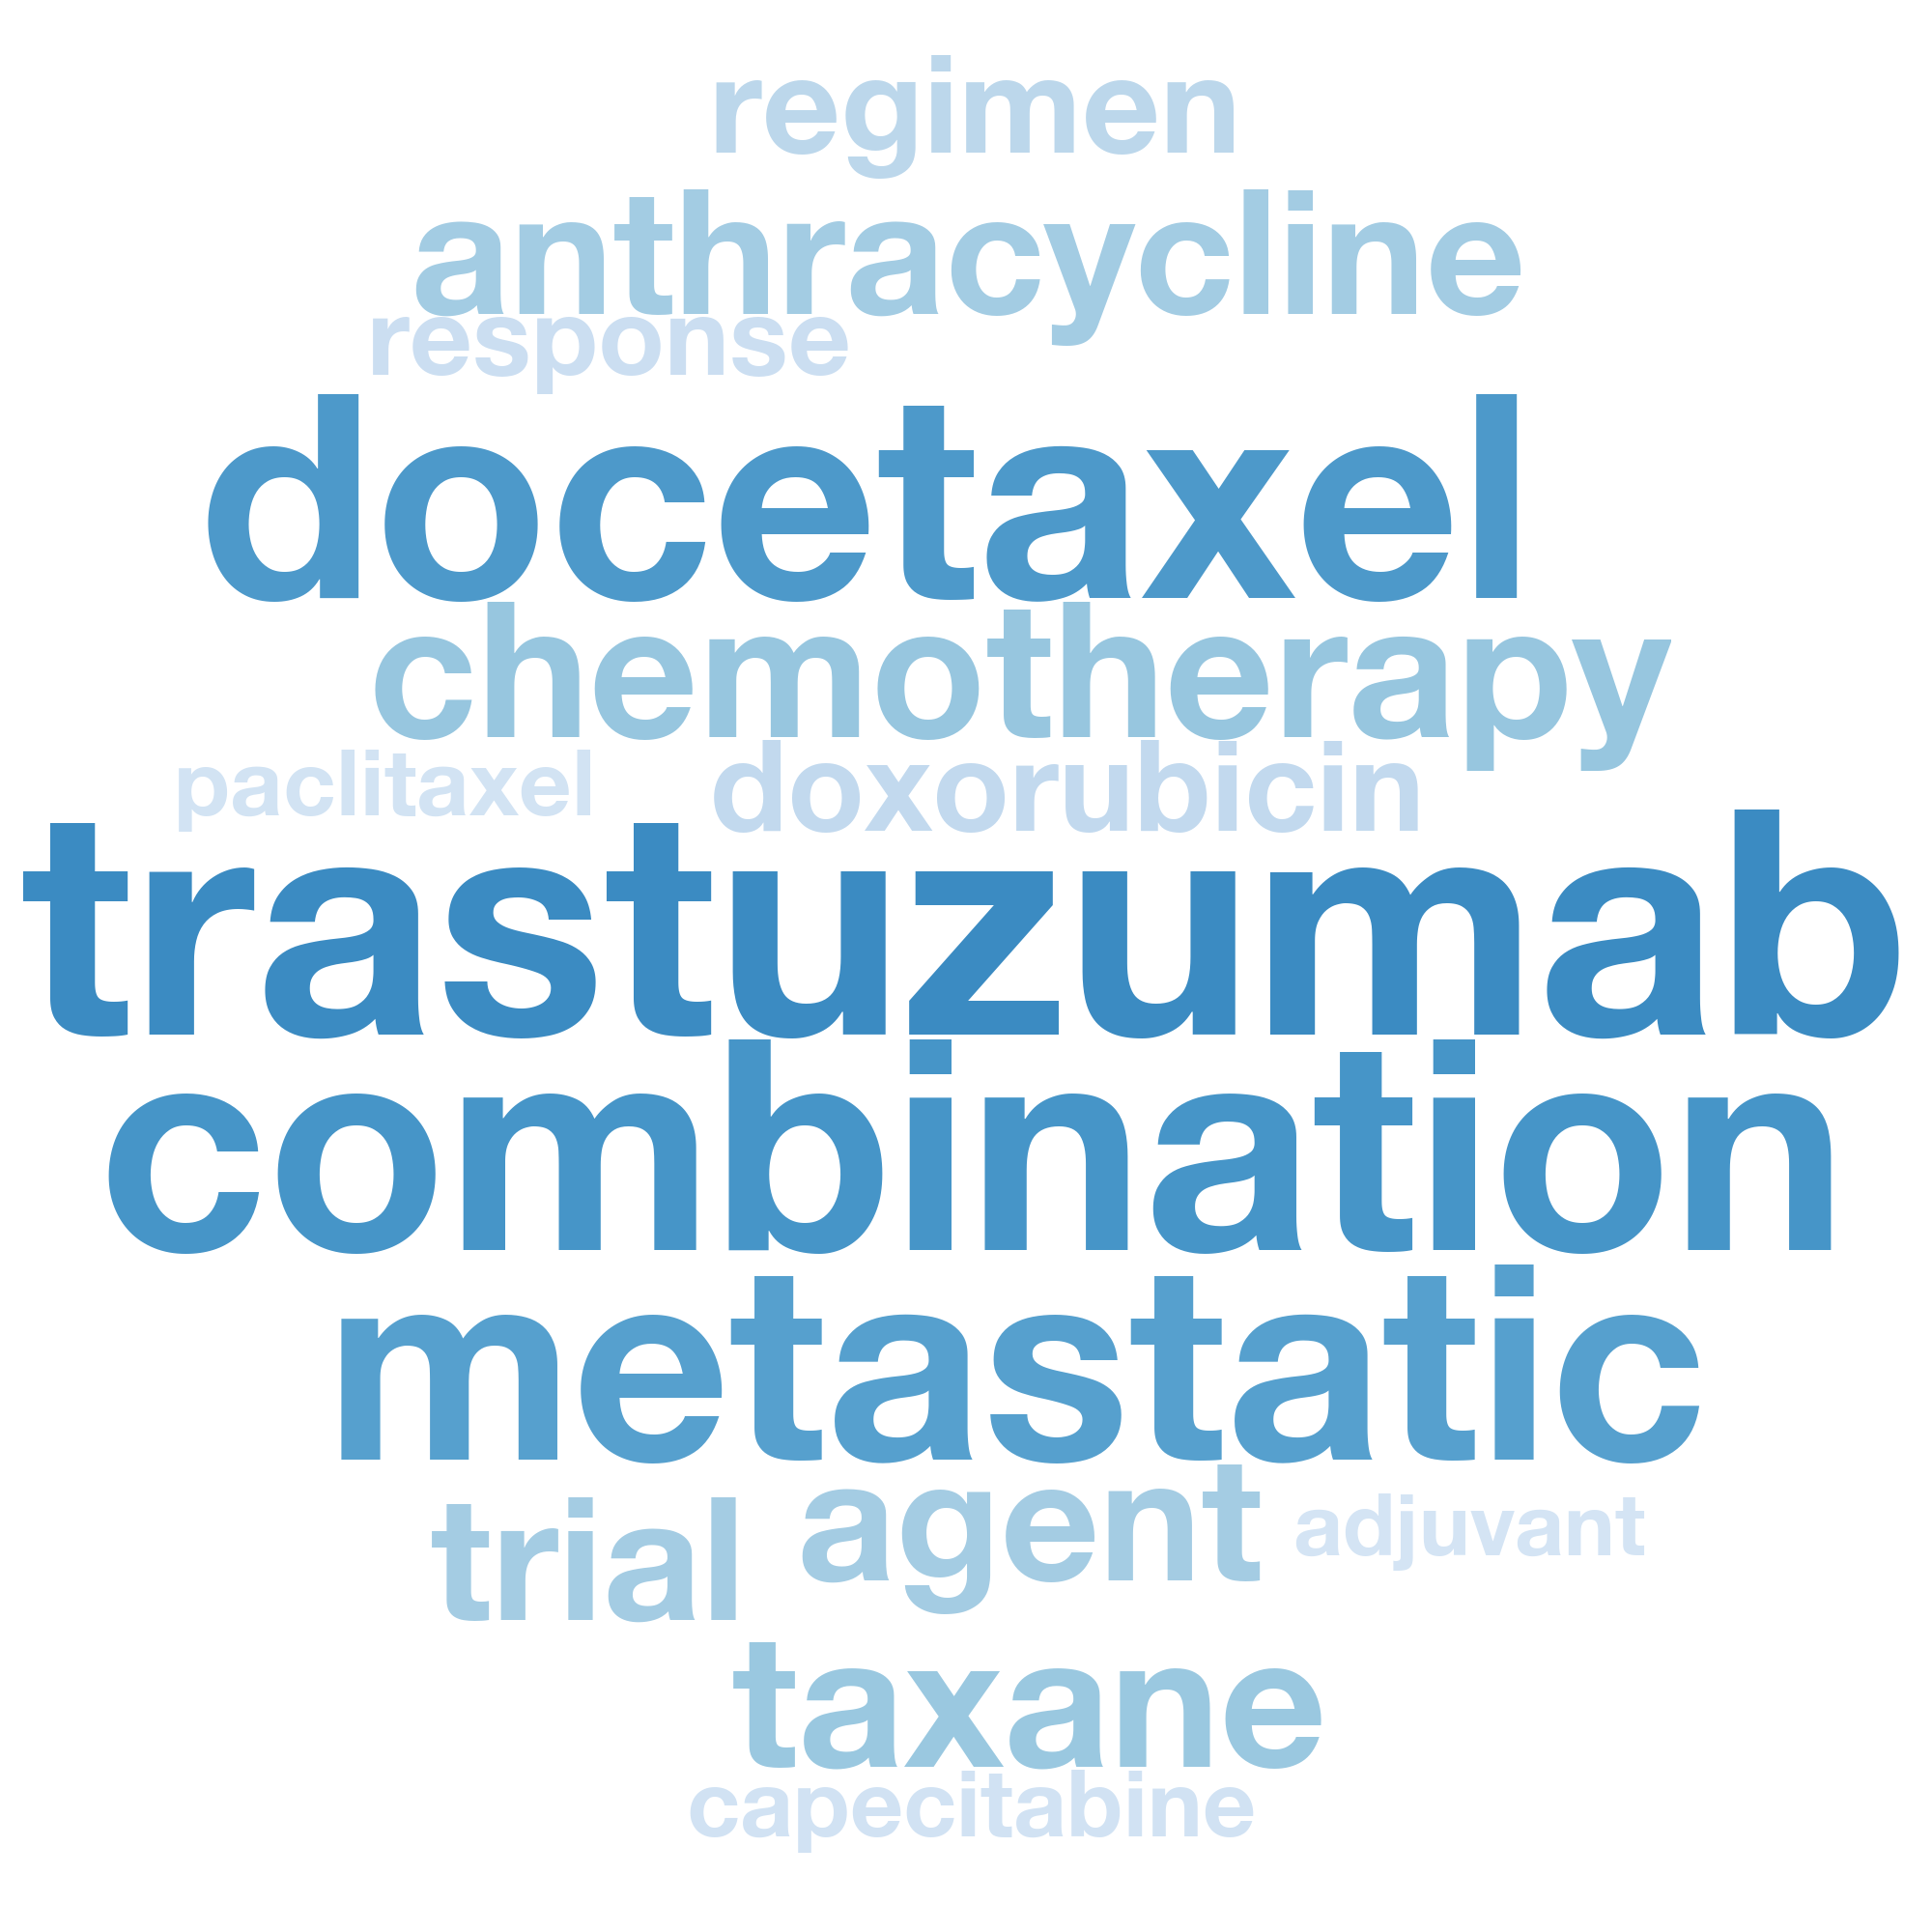 regimen
anthracycline
response
docetaxel
chemotherapy
paclitaxel doxorubicin
trastuzumab
combination
metastatic
trial agent adjuvant
taxane
capecitabine